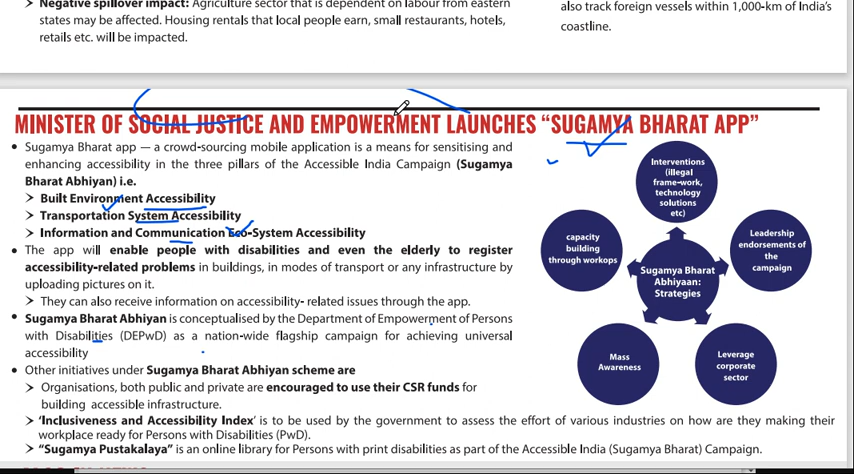 ➤ Negative spillover impact: Agriculture sector that is dependent on labour from eastern
states may be affected. Housing rentals that local people earn, small restaurants, hotels,
retails etc. will be impacted.
also track foreign vessels within 1,000-km of India's
coastline.
MINISTER OF SOCIAL JUSTICE AND EMPOWERMENT LAUNCHES “SUGAMYA BHARAT APP”
• Sugamya Bharat app — a crowd-sourcing mobile application is a means for sensitising and
enhancing accessibility in the three pillars of the Accessible India Campaign (Sugamya
Bharat Abhiyan) i.e.
➤ Built Environment Accessibility
➤ Transportation System Accessibility
➤ Information and Communication Eco-System Accessibility
• The app will enable people with disabilities and even the elderly to register
accessibility-related problems in buildings, in modes of transport or any infrastructure by
uploading pictures on it.
➤ They can also receive information on accessibility- related issues through the app.
• Sugamya Bharat Abhiyan is conceptualised by the Department of Empowerment of Persons
with Disabilities (DEPwD) as a nation-wide flagship campaign for achieving universal
accessibility
• Other initiatives under Sugamya Bharat Abhiyan scheme are
➤ Organisations, both public and private are encouraged to use their CSR funds for
building accessible infrastructure.
➤ ‘Inclusiveness and Accessibility Index’ is to be used by the government to assess the effort of various industries on how are they making their
workplace ready for Persons with Disabilities (PwD).
➤ “Sugamya Pustakalaya” is an online library for Persons with print disabilities as part of the Accessible India (Sugamya Bharat) Campaign.
Interventions
(illegal
frame-work,
technology
solutions
etc)
capacity
building
through workops
Leadership
endorsements of
the
campaign
Sugamya Bharat
Abhiyaan:
Strategies
Mass
Awareness
Leverage
corporate
sector